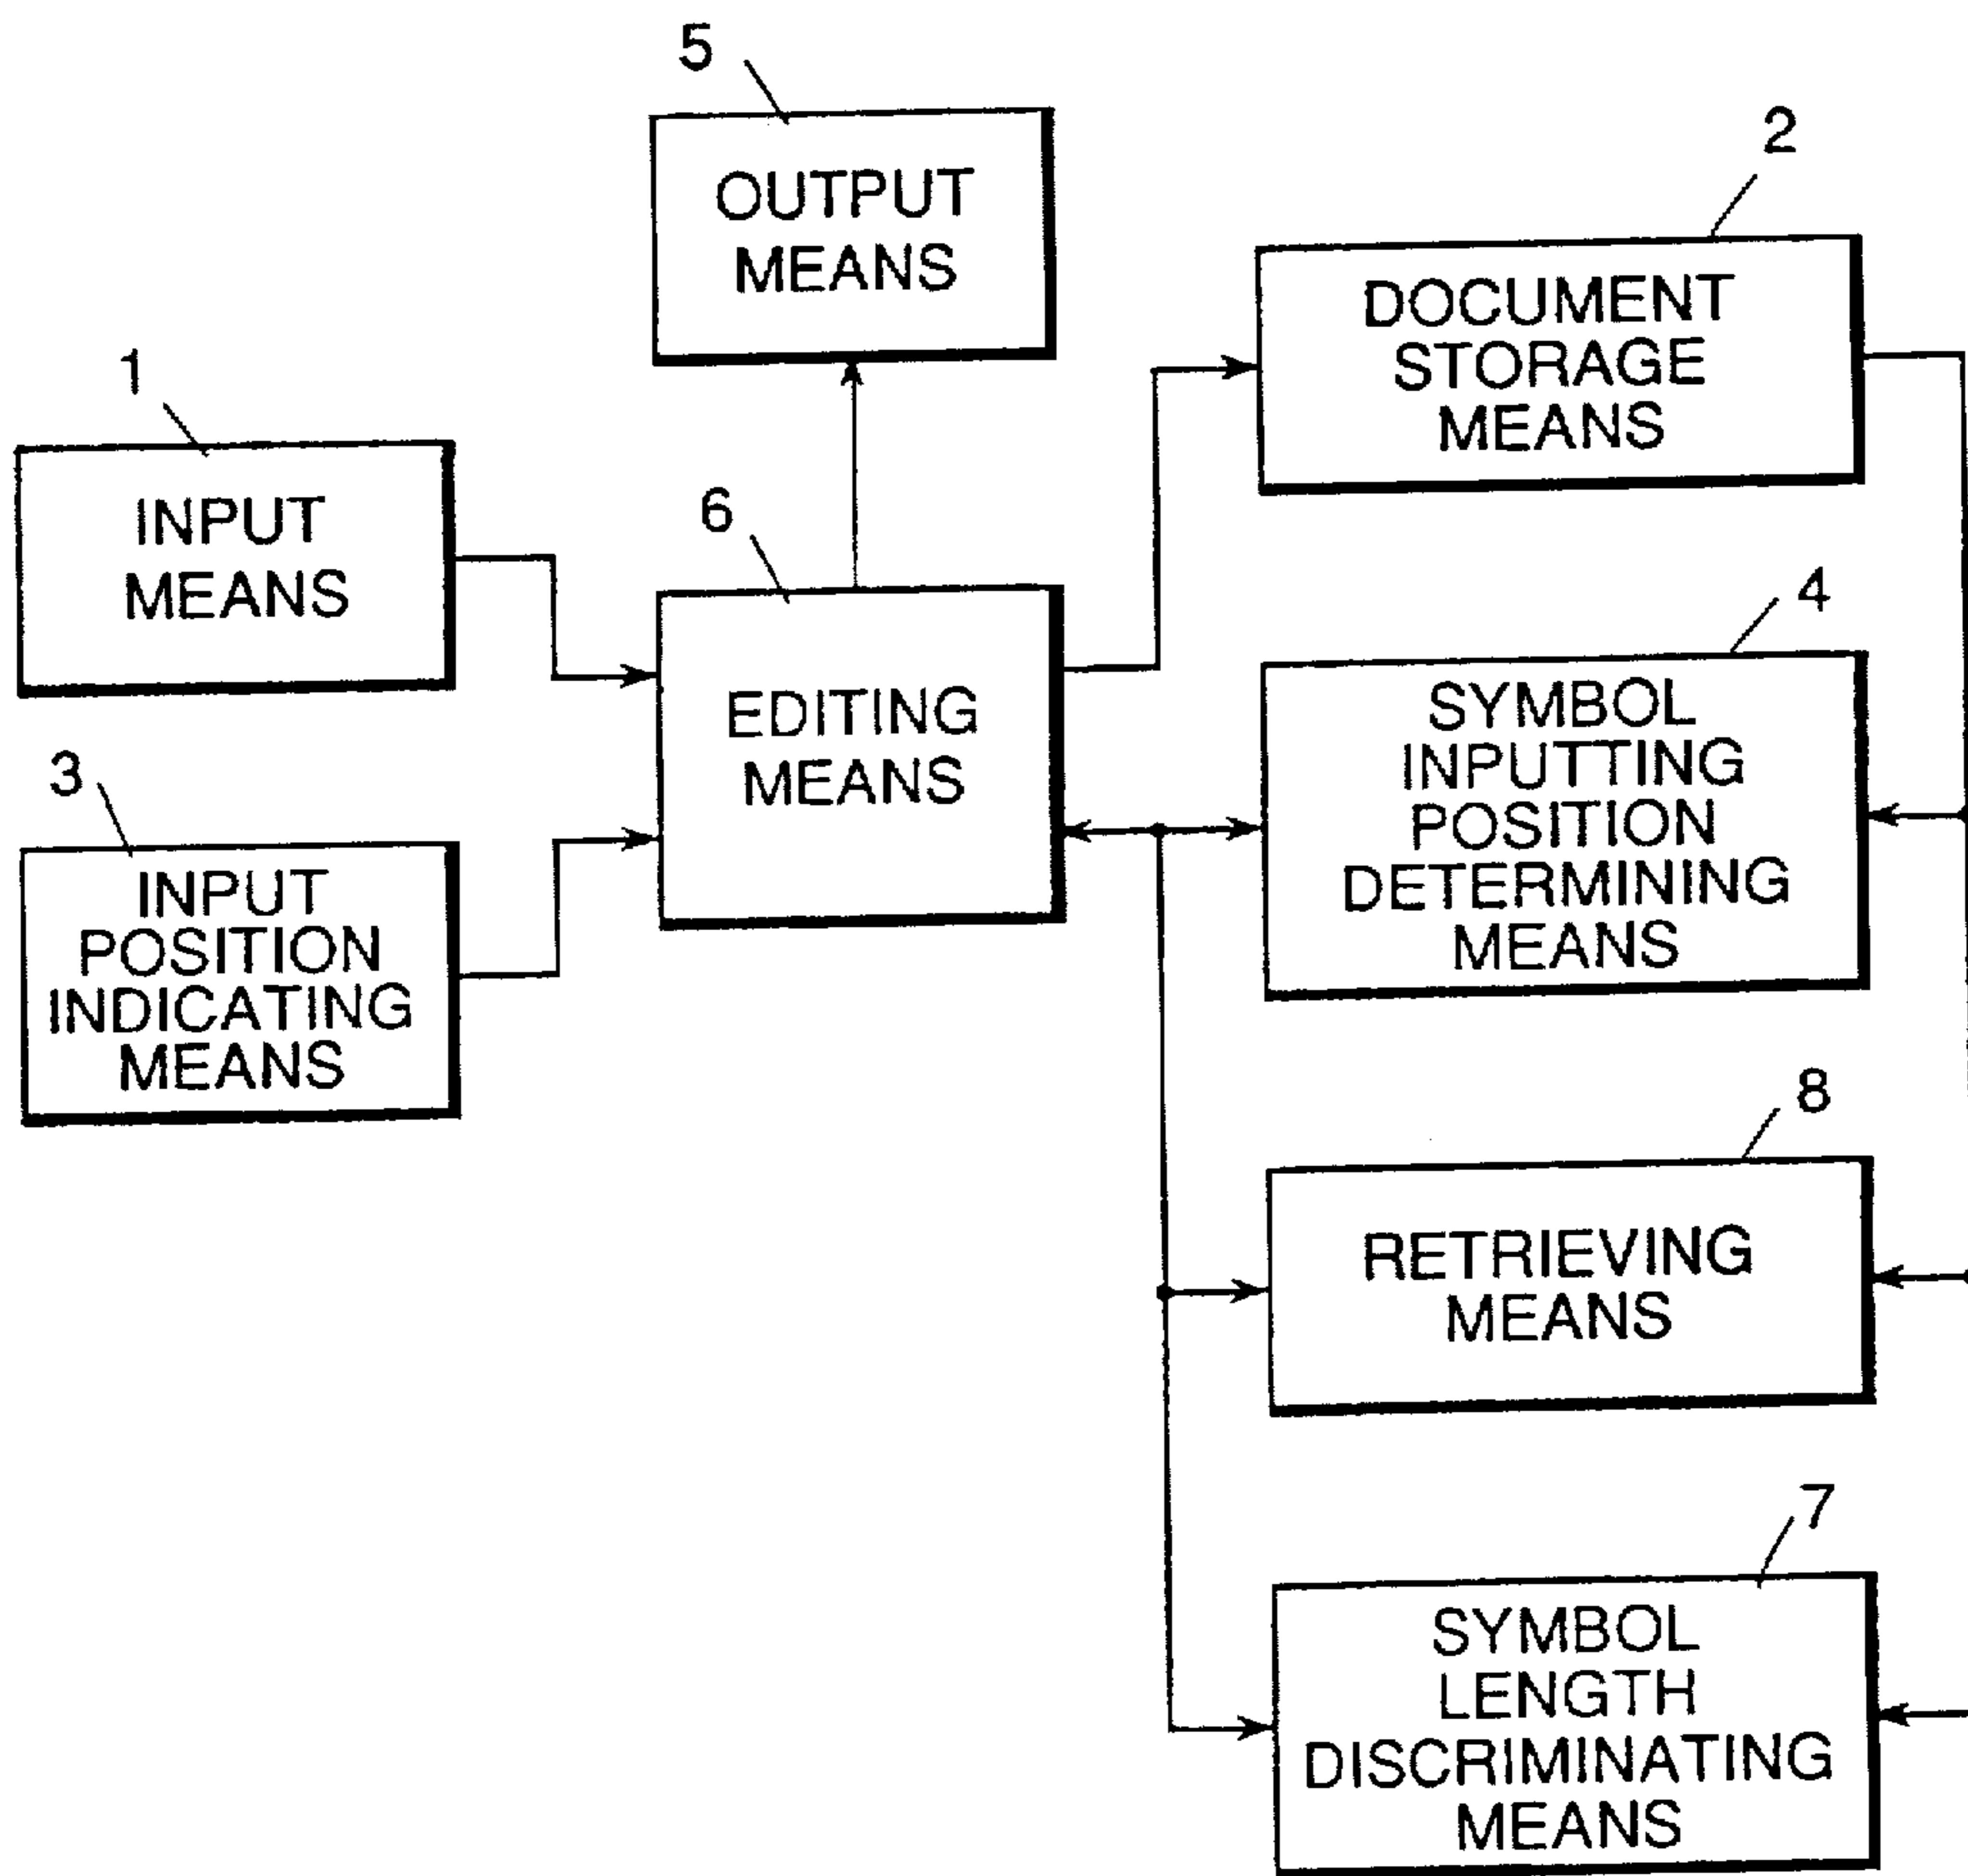 5
OUTPUT
MEANS
2
DOCUMENT
STORAGE
MEANS
1
INPUT
MEANS
6
EDITING
MEANS
4
SYMBOL
INPUTTING
POSITION
DETERMINING
MEANS
3
INPUT
POSITION
INDICATING
MEANS
8
RETRIEVING
MEANS
7
SYMBOL
LENGTH
DISCRIMINATING
MEANS